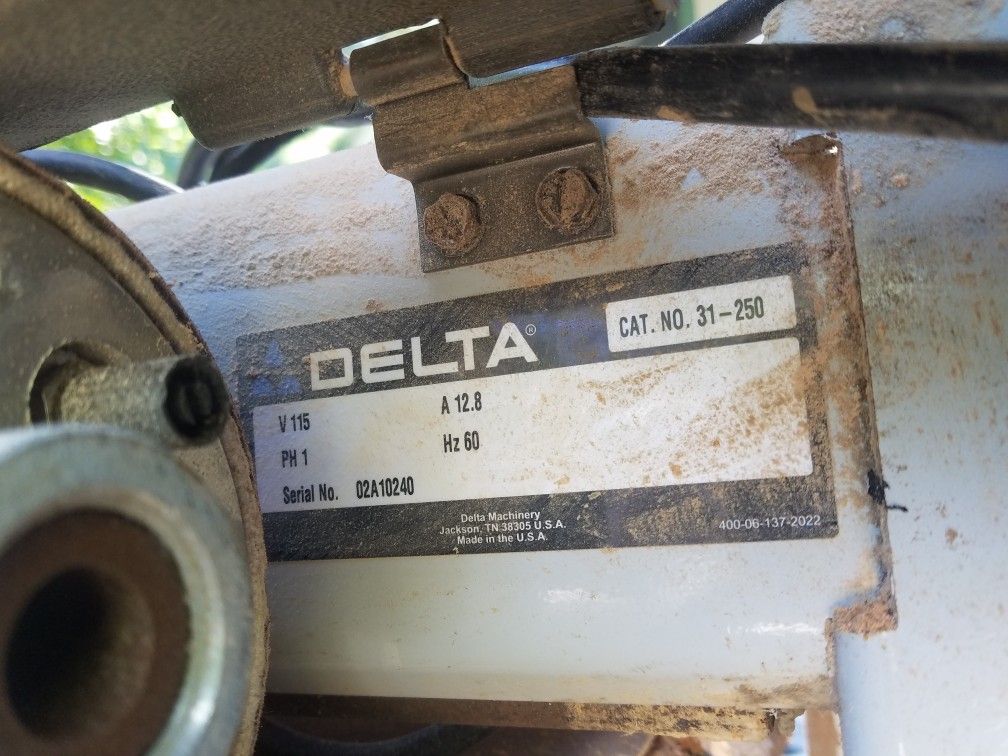 DELTA®
CAT. NO. 31-250
V 115 A 12.8
PH 1 Hz 60
Serial No. 02A10240
Delta Machinery
Jackson, TN 38305 U.S.A.
Made in the U.S.A.
400-06-137-2022